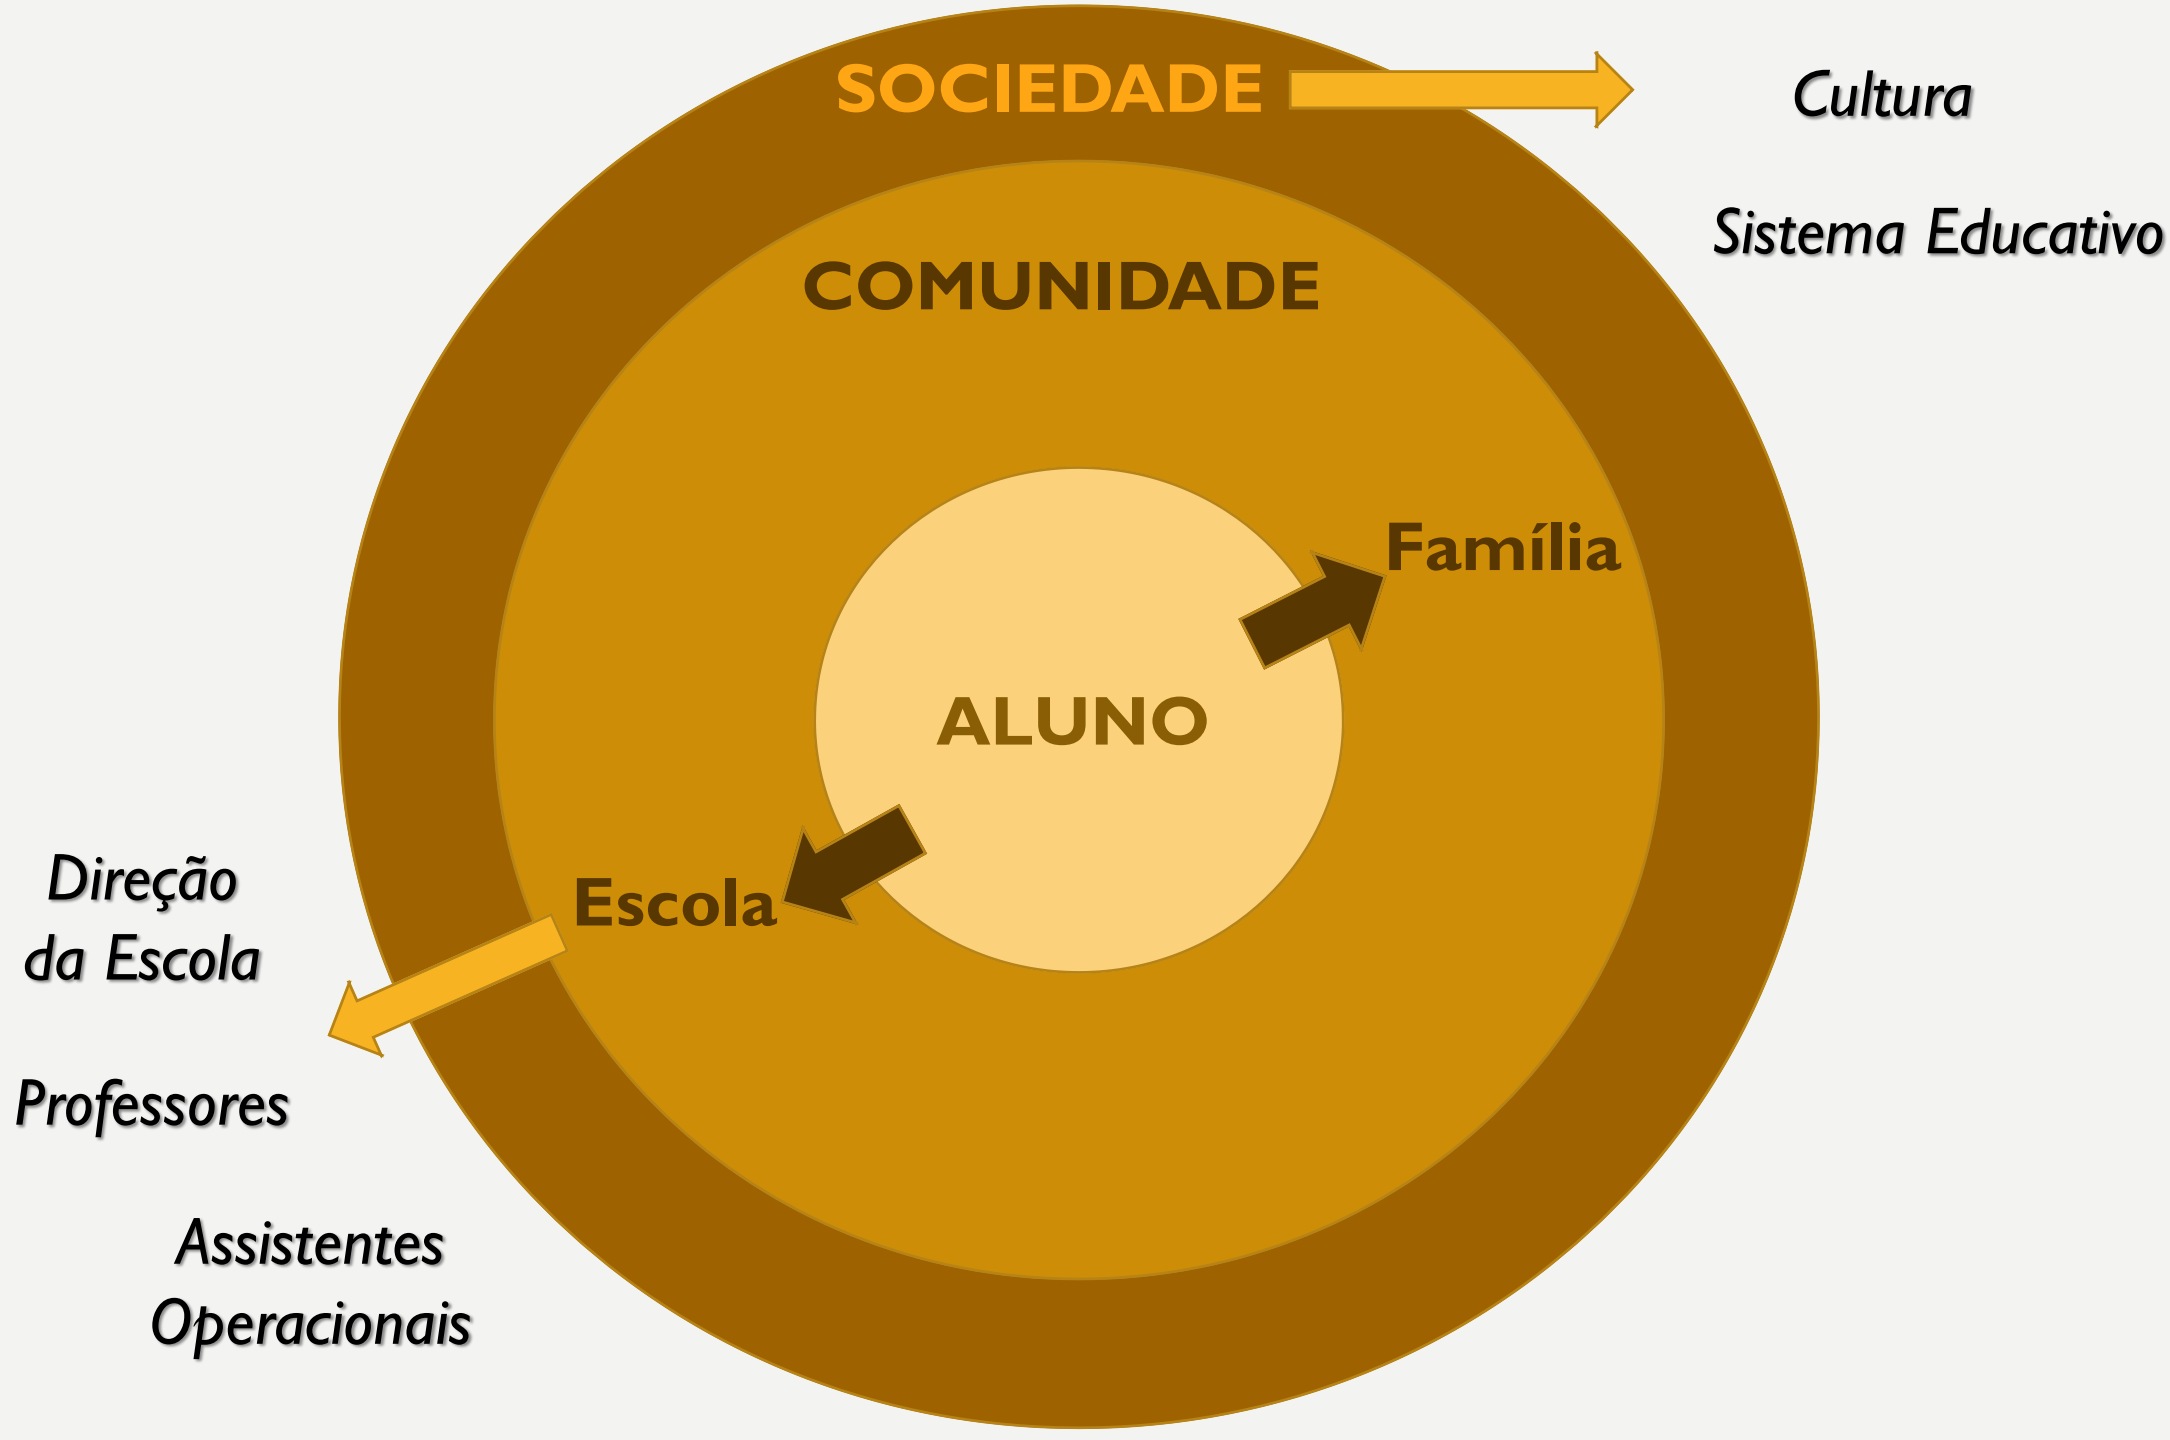 SOCIEDADE
Cultura
Sistema Educativo
COMUNIDADE
Família
ALUNO
Escola
Direção
da Escola
Professores
Assistentes
Operacionais